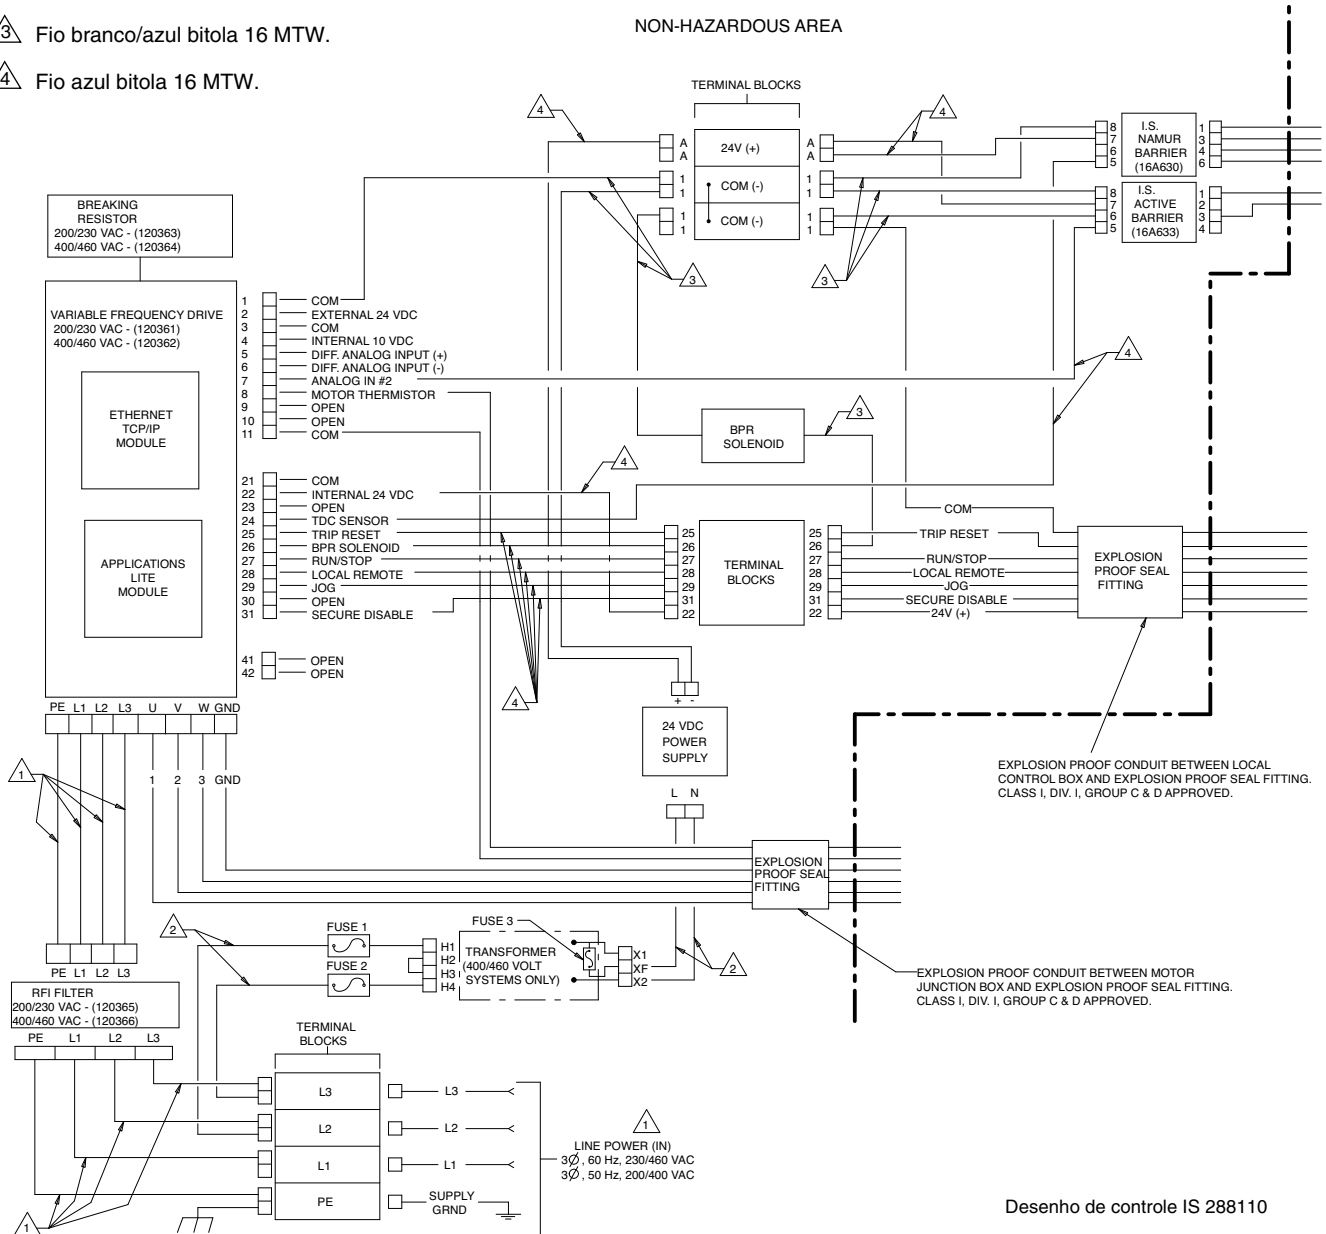 3 Fio branco/azul bitola 16 MTW.
4 Fio azul bitola 16 MTW.
NON-HAZARDOUS AREA
TERMINAL BLOCKS
4
4
A
A
24V (+)
A
A
1
1
COM (-)
1
1
1
1
COM (-)
1
1
3
3
8
7
6
5
I.S.
NAMUR
BARRIER
(16A630)
1
3
4
6
8
7
6
5
I.S.
ACTIVE
BARRIER
(16A633)
1
2
3
4
BREAKING
RESISTOR
200/230 VAC - (120363)
400/460 VAC - (120364)
VARIABLE FREQUENCY DRIVE
200/230 VAC - (120361)
400/460 VAC - (120362)
ETHERNET
TCP/IP
MODULE
APPLICATIONS
LITE
MODULE
1 COM
2 EXTERNAL 24 VDC
3 COM
4 INTERNAL 10 VDC
5 DIFF. ANALOG INPUT (+)
6 DIFF. ANALOG INPUT (-)
7 ANALOG IN #2
8 MOTOR THERMISTOR
9 OPEN
10 OPEN
11 COM
4
3
BPR
SOLENOID
4
21 COM
22 INTERNAL 24 VDC
23 OPEN
24 TDC SENSOR
25 TRIP RESET
26 BPR SOLENOID
27 RUN/STOP
28 LOCAL REMOTE
29 JOG
30 OPEN
31 SECURE DISABLE
41 OPEN
42 OPEN
4
25
26
27
28
29
31
22
TERMINAL
BLOCKS
25
26
27
28
29
31
22
COM
TRIP RESET
RUN/STOP
LOCAL REMOTE
JOG
SECURE DISABLE
24V (+)
EXPLOSION
PROOF SEAL
FITTING
+ -
24 VDC
POWER
SUPPLY
L N
EXPLOSION PROOF CONDUIT BETWEEN LOCAL
CONTROL BOX AND EXPLOSION PROOF SEAL FITTING.
CLASS I, DIV. I, GROUP C & D APPROVED.
PE L1 L2 L3 U V W GND
1
1 2 3 GND
EXPLOSION
PROOF SEAL
FITTING
2
FUSE 1
FUSE 2
H1
H2
H3
H4
FUSE 3
TRANSFORMER
(400/460 VOLT
SYSTEMS ONLY)
X1
XF
X2
2
EXPLOSION PROOF CONDUIT BETWEEN MOTOR
JUNCTION BOX AND EXPLOSION PROOF SEAL FITTING.
CLASS I, DIV. I, GROUP C & D APPROVED.
PE L1 L2 L3
RFI FILTER
200/230 VAC - (120365)
400/460 VAC - (120366)
PE L1 L2 L3
TERMINAL
BLOCKS
L3
L2
L1
PE
L3
L2
L1
SUPPLY
GRND
1
LINE POWER (IN)
3Ø, 60 Hz, 230/460 VAC
3Ø, 50 Hz, 200/400 VAC
1
Desenho de controle IS 288110